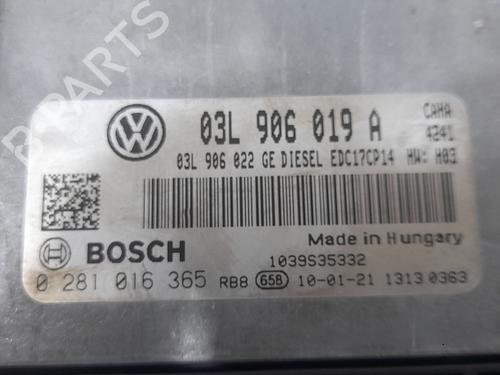 03L 906 019 A CAHA
4241
03L 906 022 GE DIESEL EDC17CP14 HW: H03
BOSCH Made in Hungary
1039S35332
0 281 016 365 RB8 658 10-01-21 1313 0363